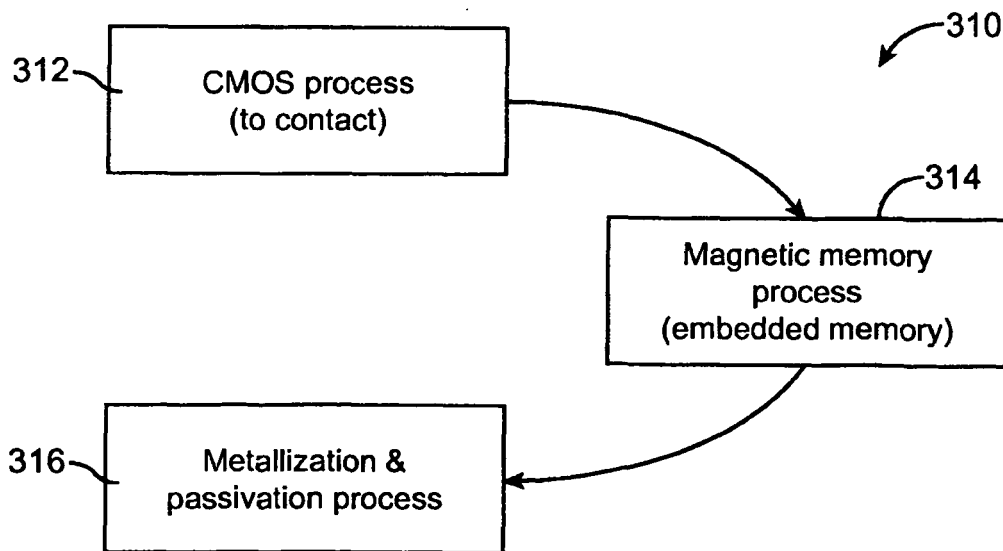 310
312
CMOS process
(to contact)
314
Magnetic memory
process
(embedded memory)
316
Metallization &
passivation process